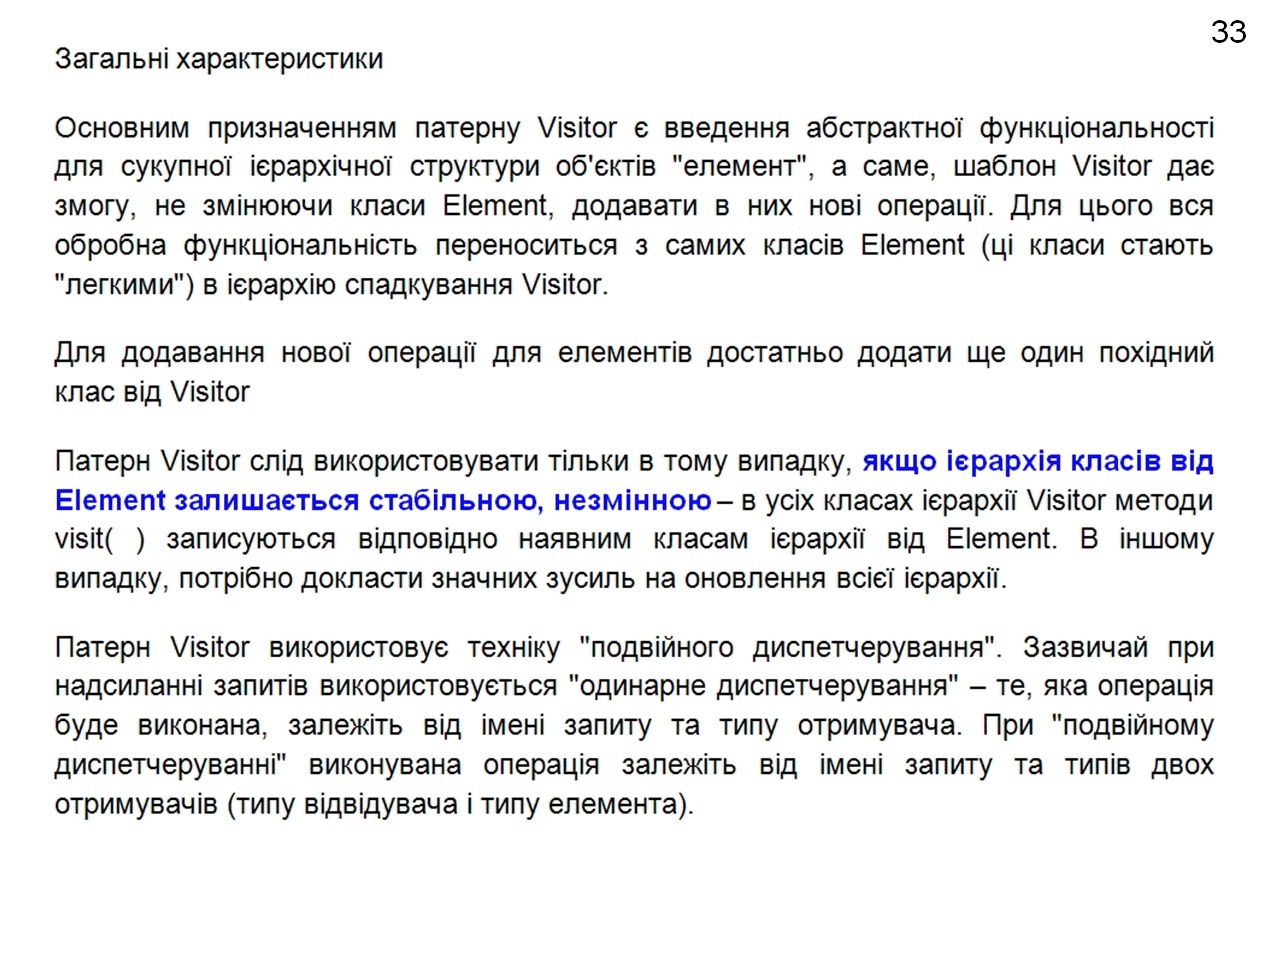 33
Загальні характеристики
Основним призначенням патерну Visitor є введення абстрактної функціональності
для сукупної ієрархічної структури об'єктів "елемент", а саме, шаблон Visitor дає
змогу, не змінюючи класи Element, додавати в них нові операції. Для цього вся
обробна функціональність переноситься з самих класів Element (ці класи стають
"легкими") в ієрархію спадкування Visitor.
Для додавання нової операції для елементів достатньо додати ще один похідний
клас від Visitor
Патерн Visitor слід використовувати тільки в тому випадку, якщо ієрархія класів від
Element залишається стабільною, незмінною – в усіх класах ієрархії Visitor методи
visit( ) записуються відповідно наявним класам ієрархії від Element. В іншому
випадку, потрібно докласти значних зусиль на оновлення всієї ієрархії.
Патерн Visitor використовує техніку "подвійного диспетчерування". Зазвичай при
надсиланні запитів використовується "одинарне диспетчерування" – те, яка операція
буде виконана, залежіть від імені запиту та типу отримувача. При "подвійному
диспетчеруванні" виконувана операція залежіть від імені запиту та типів двох
отримувачів (типу відвідувача і типу елемента).